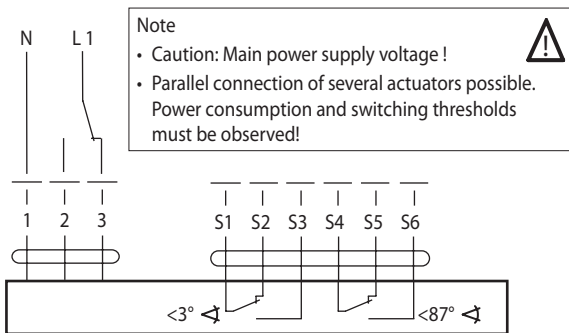 Note
• Caution: Main power supply voltage !
• Parallel connection of several actuators possible.
Power consumption and switching thresholds
must be observed!
N L 1
1 2 3 S1 S2 S3 S4 S5 S6
<3° <87°